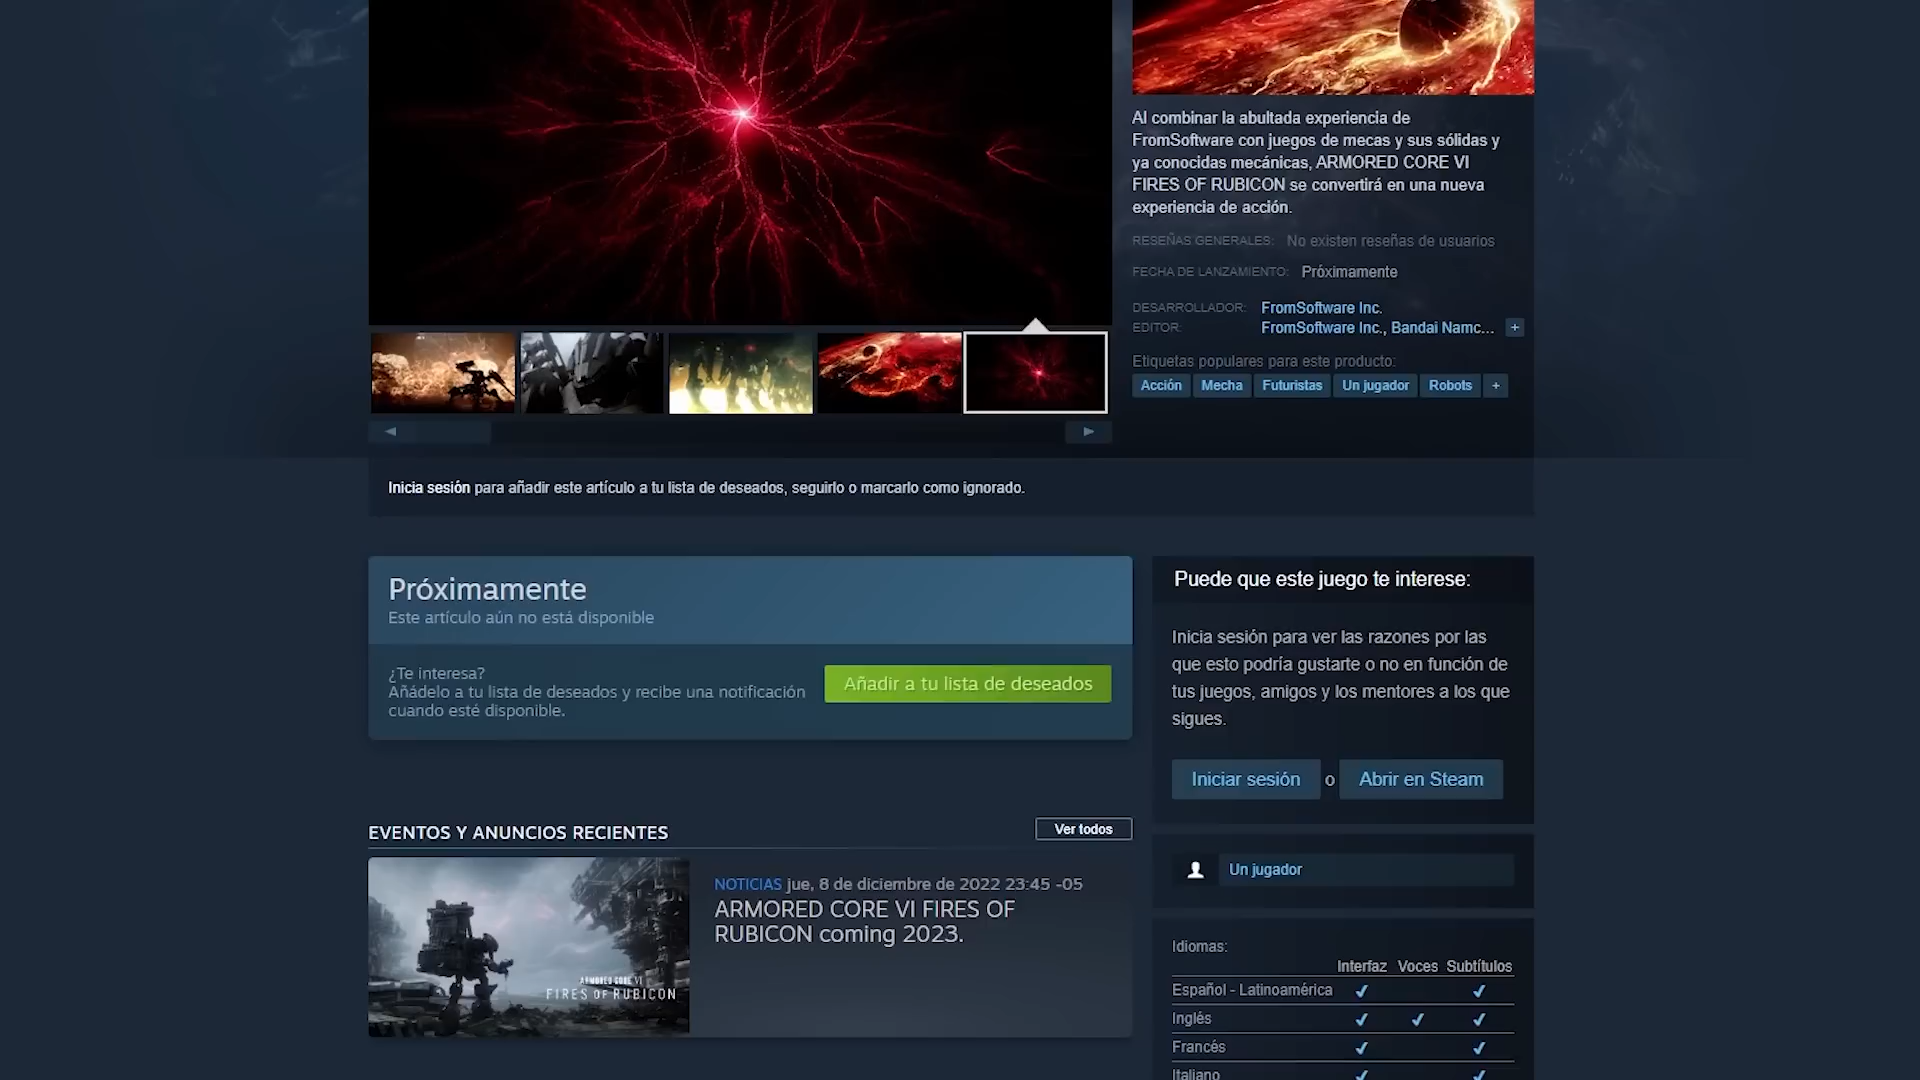 Al combinar la abultada experiencia de
FromSoftware con juegos de mecas y sus sólidas y
ya conocidas mecánicas, ARMORED CORE VI
FIRES OF RUBICON se convertirá en una nueva
experiencia de acción.
RESEÑAS GENERALES: No existen reseñas de usuarios
FECHA DE LANZAMIENTO: Próximamente
DESARROLLADOR: FromSoftware Inc.
EDITOR: FromSoftware Inc., Bandai Namc... +
Etiquetas populares para este producto:
Acción Mecha Futuristas Un jugador Robots +
Inicia sesión para añadir este artículo a tu lista de deseados, seguirlo o marcarlo como ignorado.
Próximamente
Este artículo aún no está disponible
¿Te interesa?
Añádelo a tu lista de deseados y recibe una notificación
cuando esté disponible.
Añadir a tu lista de deseados
Puede que este juego te interese:
Inicia sesión para ver las razones por las
que esto podría gustarte o no en función de
tus juegos, amigos y los mentores a los que
sigues.
Iniciar sesión o Abrir en Steam
EVENTOS Y ANUNCIOS RECIENTES
Ver todos
ARMORED CORE VI
FIRES OF RUBICON
NOTICIAS jue, 8 de diciembre de 2022 23:45 -05
ARMORED CORE VI FIRES OF
RUBICON coming 2023.
Un jugador
Idiomas:
Interfaz Voces Subtítulos
Español - Latinoamérica ✔ ✔
Inglés ✔ ✔ ✔
Francés ✔ ✔
Italiano ✔ ✔